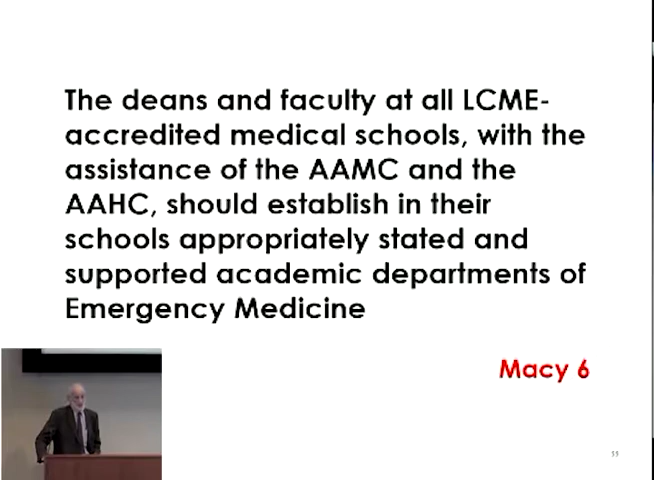 The deans and faculty at all LCME-
accredited medical schools, with the
assistance of the AAMC and the
AAHC, should establish in their
schools appropriately stated and
supported academic departments of
Emergency Medicine
Macy 6